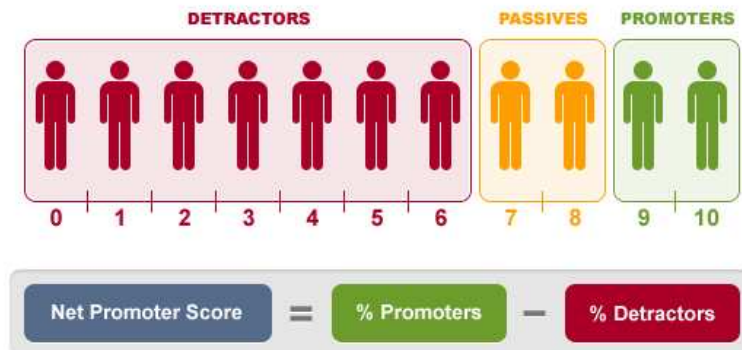 DETRACTORS PASSIVES PROMOTERS
0 1 2 3 4 5 6 7 8 9 10
Net Promoter Score = % Promoters − % Detractors